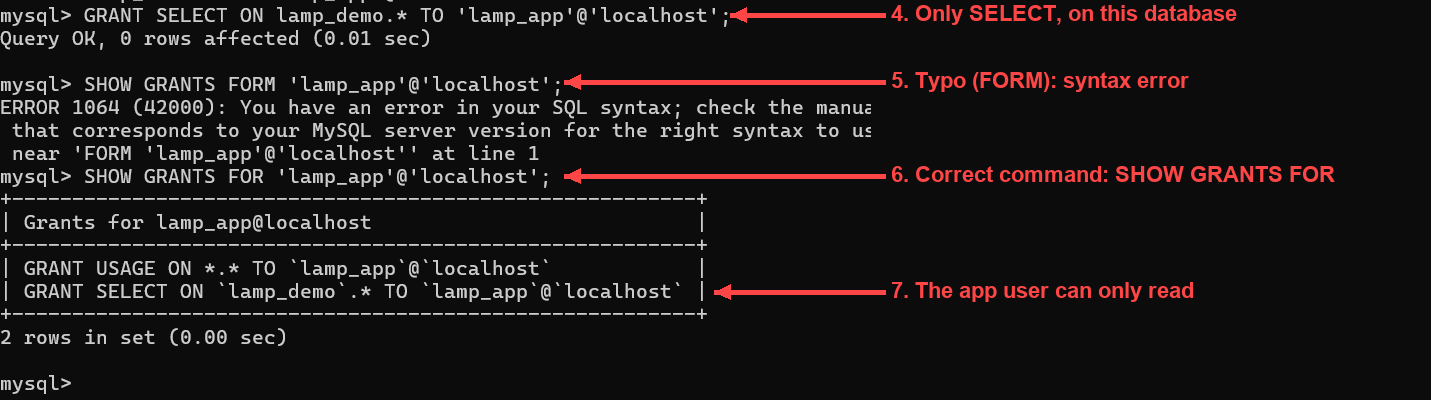 mysql> GRANT SELECT ON lamp_demo.* TO 'lamp_app'@'localhost'; 4. Only SELECT, on this database
Query OK, 0 rows affected (0.01 sec)
mysql> SHOW GRANTS FORM 'lamp_app'@'localhost'; 5. Typo (FORM): syntax error
ERROR 1064 (42000): You have an error in your SQL syntax; check the manua
that corresponds to your MySQL server version for the right syntax to us
near 'FORM 'lamp_app'@'localhost'' at line 1
mysql> SHOW GRANTS FOR 'lamp_app'@'localhost'; 6. Correct command: SHOW GRANTS FOR
+---------------------------------------------------------+
| Grants for lamp_app@localhost                           |
+---------------------------------------------------------+
| GRANT USAGE ON *.* TO `lamp_app`@`localhost`            |
| GRANT SELECT ON `lamp_demo`.* TO `lamp_app`@`localhost` | 7. The app user can only read
+---------------------------------------------------------+
2 rows in set (0.00 sec)
mysql>